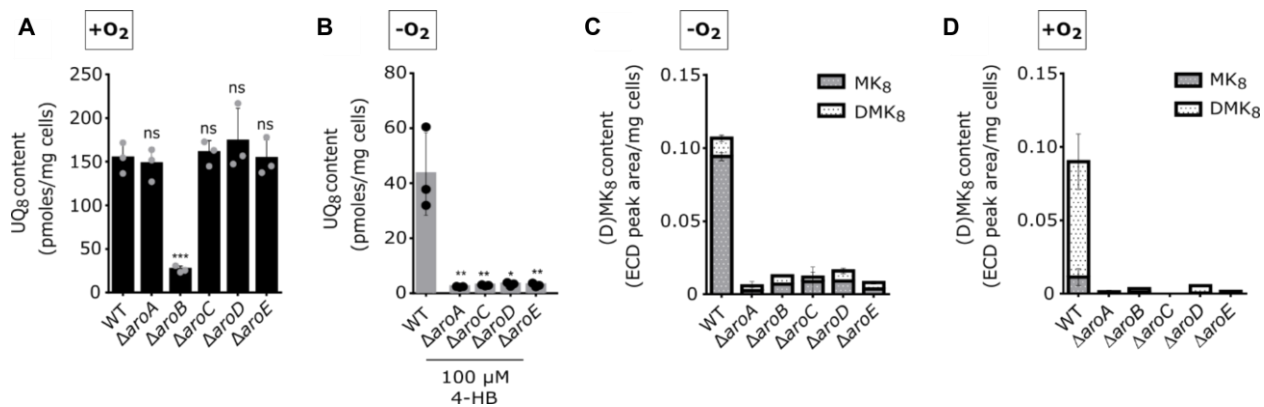 A
+O₂
UQ₈ content
(pmoles/mg cells)
250
200
150
100
50
0
ns
***
ns
ns
ns
WT
ΔaroA
ΔaroB
ΔaroC
ΔaroD
ΔaroE
B
-O₂
UQ₈ content
(pmoles/mg cells)
80
60
40
20
0
**
**
*
**
WT
ΔaroA
ΔaroC
ΔaroD
ΔaroE
100 µM
4-HB
C
-O₂
(D)MK₈ content
(ECD peak area/mg cells)
0.15
0.10
0.05
0
MK₈
DMK₈
WT
ΔaroA
ΔaroB
ΔaroC
ΔaroD
ΔaroE
D
+O₂
(D)MK₈ content
(ECD peak area/mg cells)
0.15
0.10
0.05
0
MK₈
DMK₈
WT
ΔaroA
ΔaroB
ΔaroC
ΔaroD
ΔaroE